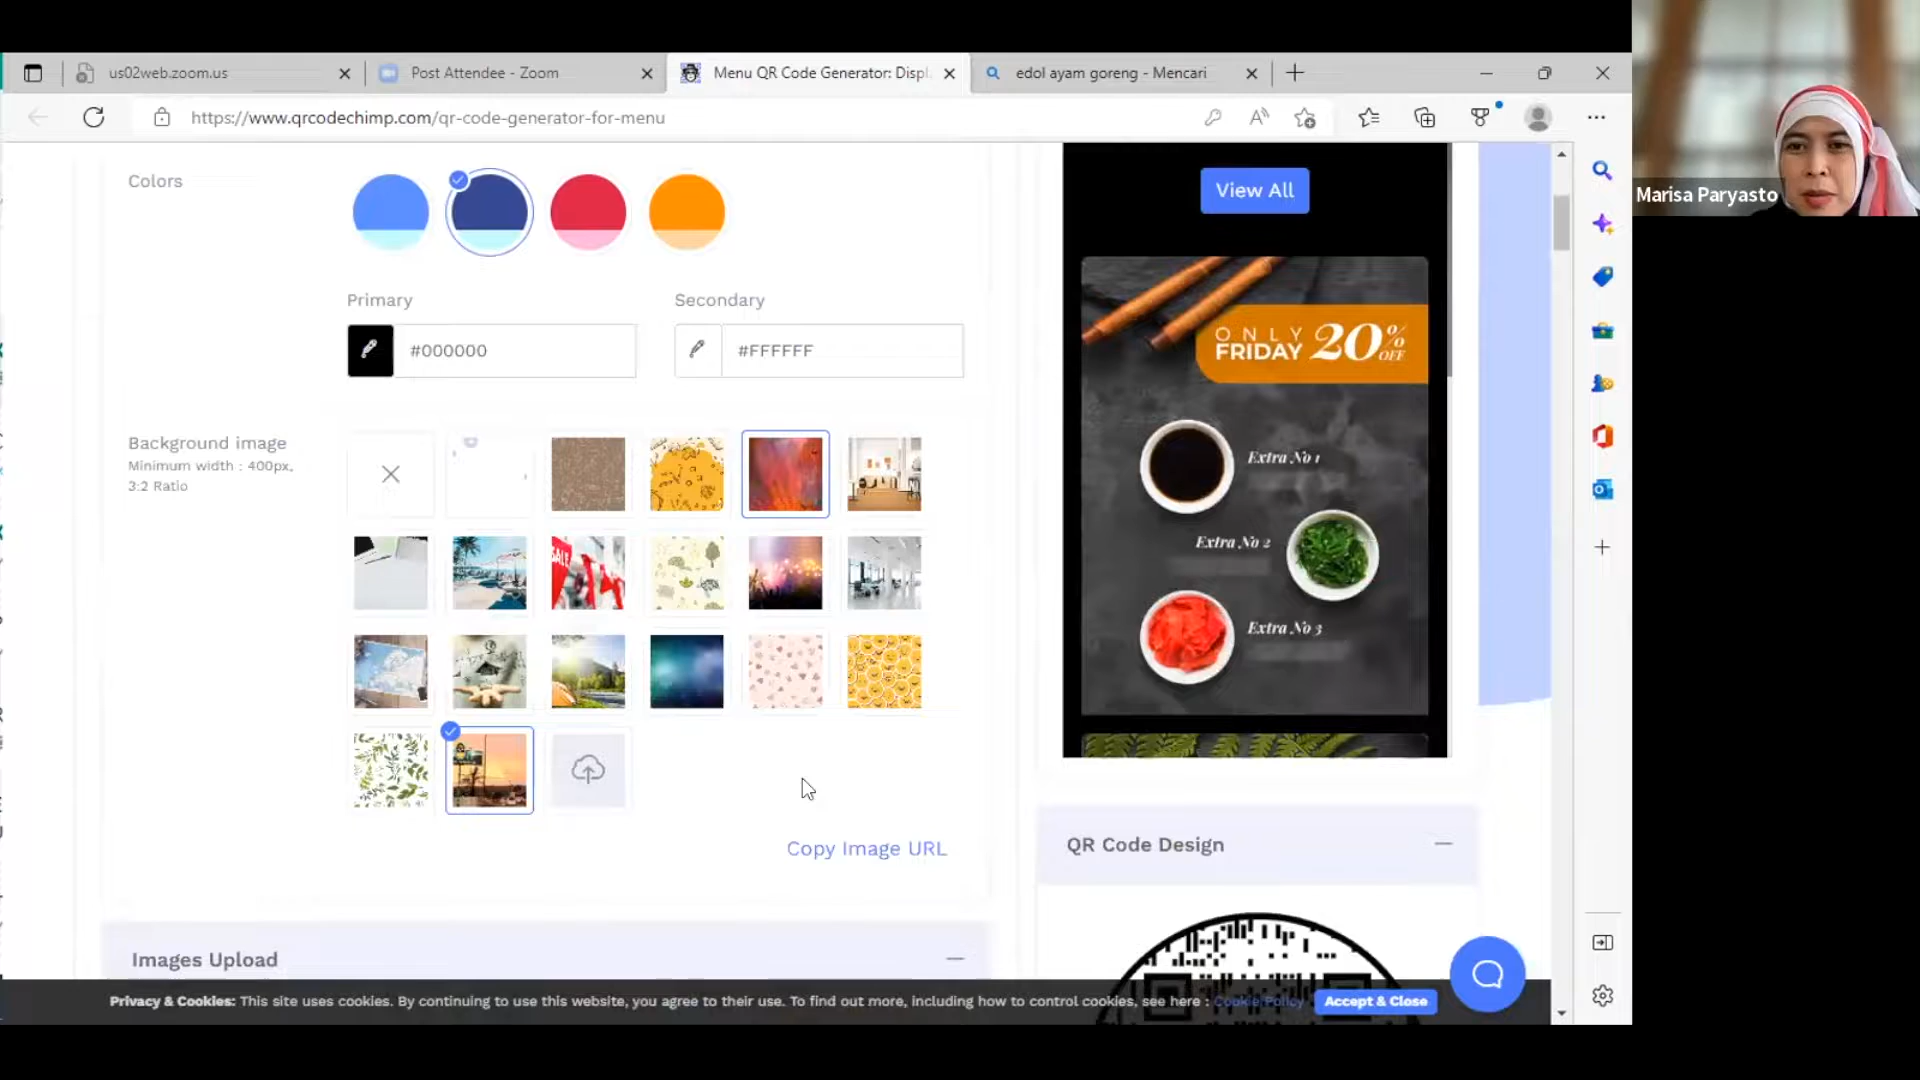 us02web.zoom.us
Post Attendee - Zoom
Menu QR Code Generator: Displ
edol ayam goreng - Mencari
https://www.qrcodechimp.com/qr-code-generator-for-menu
Marisa Paryasto
Colors
Primary
Secondary
#000000
#FFFFFF
Background image
Minimum width : 400px,
3:2 Ratio
SALE
Copy Image URL
Images Upload
View All
ONLY
FRIDAY 20%
OFF
Extra No 1
Extra No 2
Extra No 3
QR Code Design
Privacy & Cookies: This site uses cookies. By continuing to use this website, you agree to their use. To find out more, including how to control cookies, see here : Cookie Policy
Accept & Close